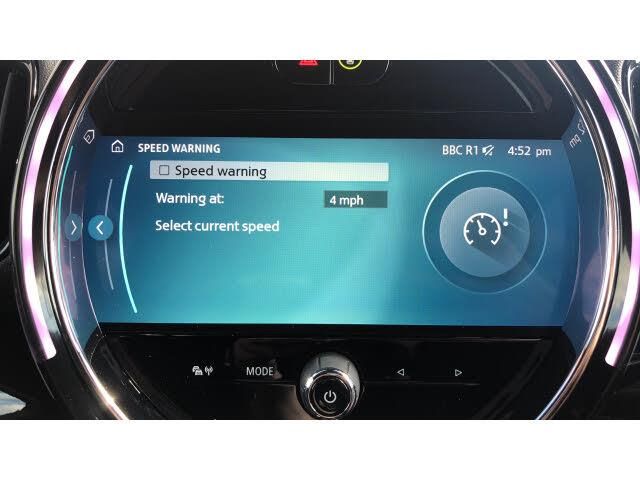 SPEED WARNING
BBC R1 4:52 pm
Speed warning
Warning at: 4 mph
Select current speed
MODE